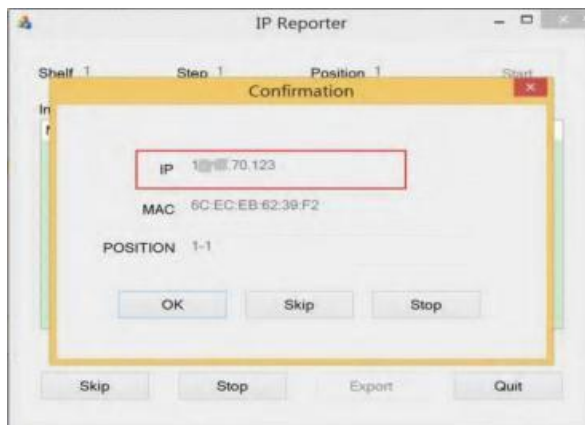 IP Reporter
Shelf 1 Step 1 Position 1 Start
Confirmation
IP .70.123
MAC 6C:EC:EB:62:39:F2
POSITION 1-1
OK Skip Stop
Skip Stop Export Quit